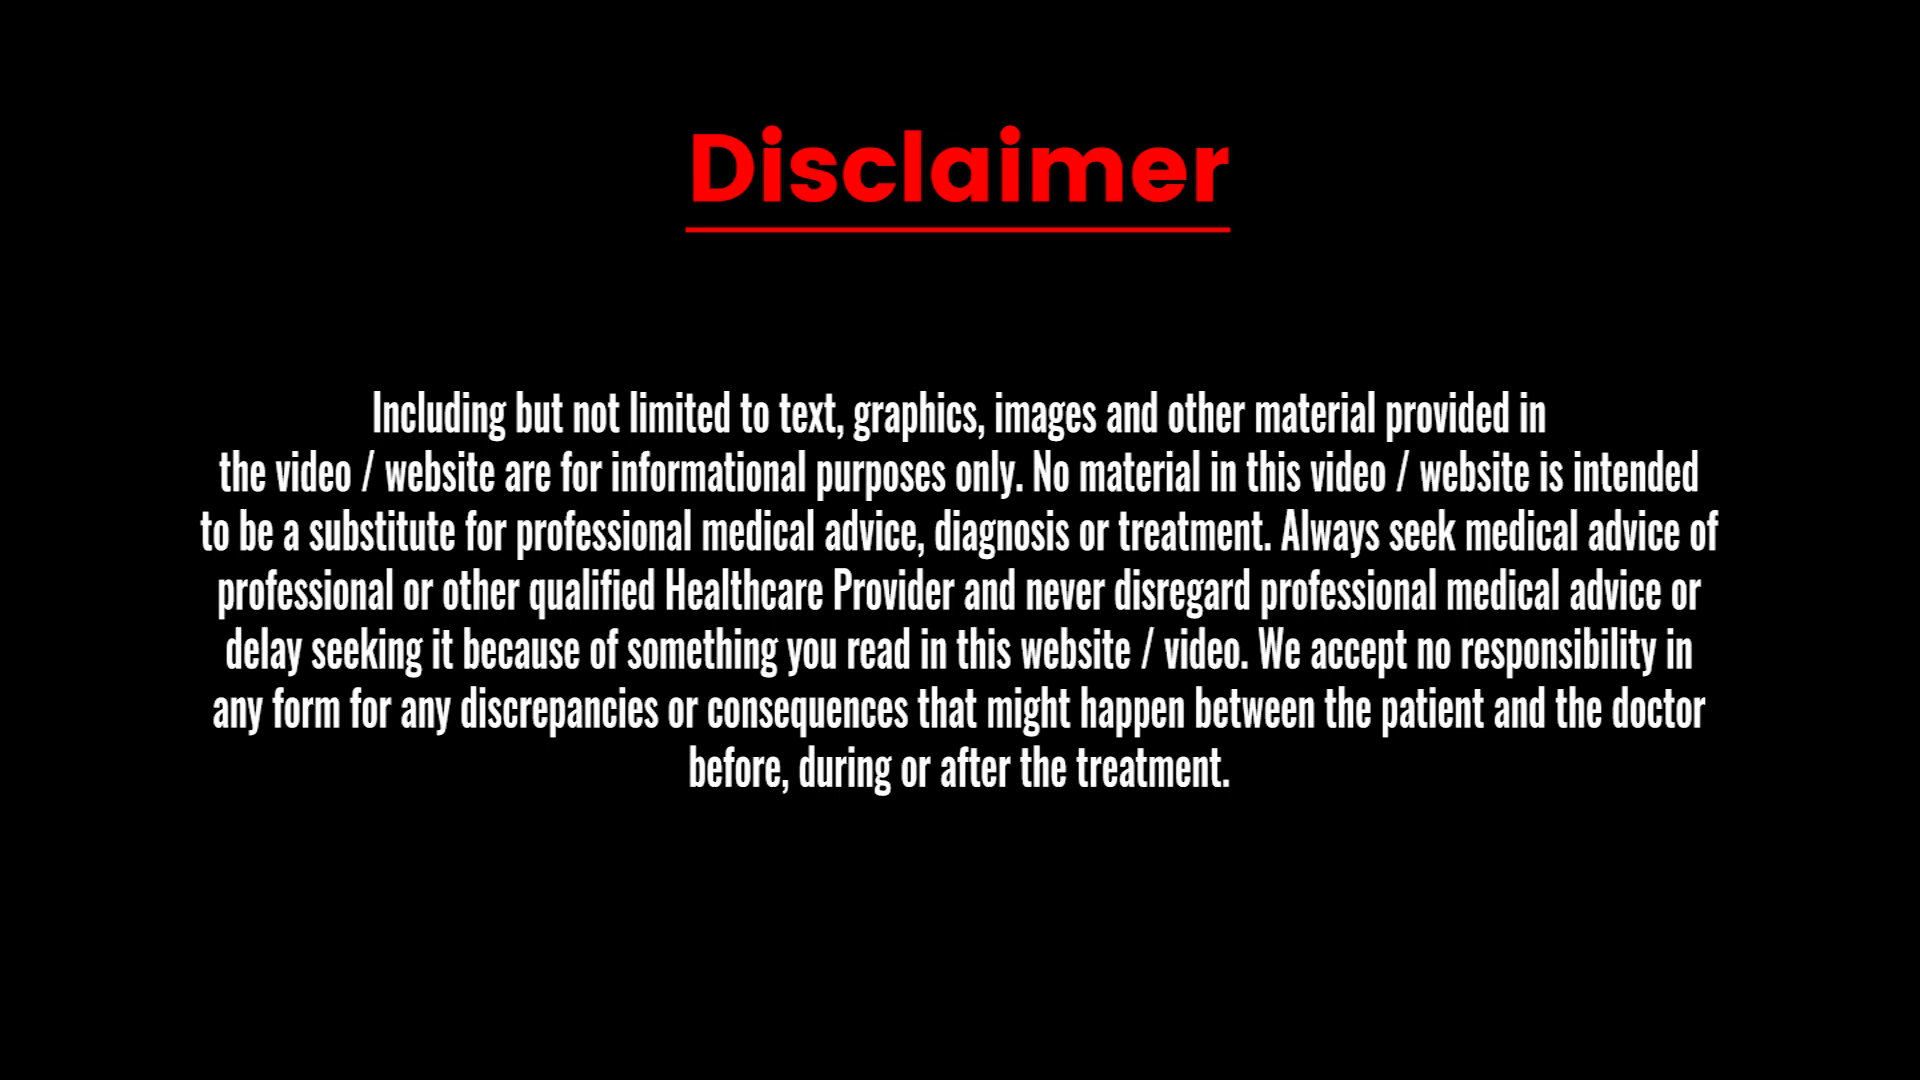 Disclaimer
Including but not limited to text, graphics, images and other material provided in
the video / website are for informational purposes only. No material in this video / website is intended
to be a substitute for professional medical advice, diagnosis or treatment. Always seek medical advice of
professional or other qualified Healthcare Provider and never disregard professional medical advice or
delay seeking it because of something you read in this website / video. We accept no responsibility in
any form for any discrepancies or consequences that might happen between the patient and the doctor
before, during or after the treatment.